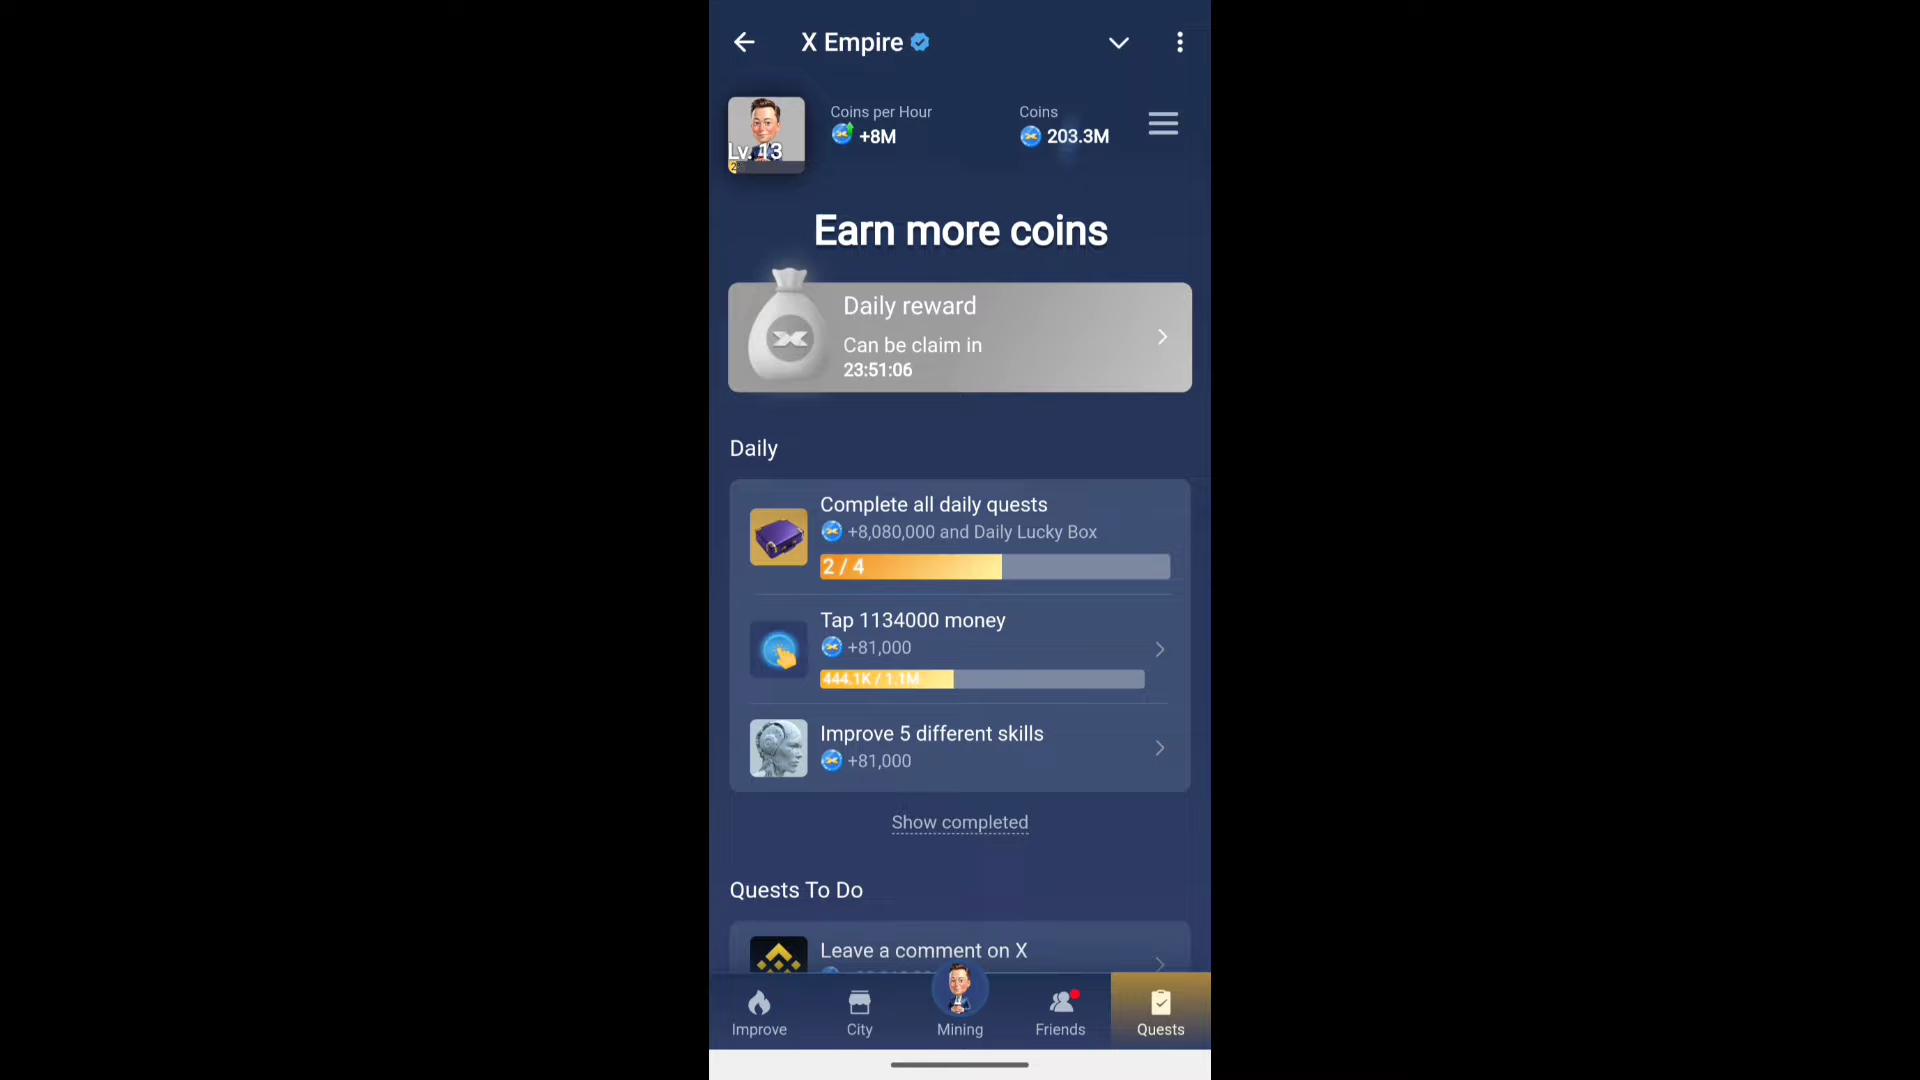 X Empire
Coins per Hour
+8M
Coins
203.3M
Lv. 13
Earn more coins
Daily reward
Can be claim in
23:51:06
Daily
Complete all daily quests
+8,080,000 and Daily Lucky Box
2 / 4
Tap 1134000 money
+81,000
444.1K / 1.1M
Improve 5 different skills
+81,000
Show completed
Quests To Do
Leave a comment on X
Improve
City
Mining
Friends
Quests